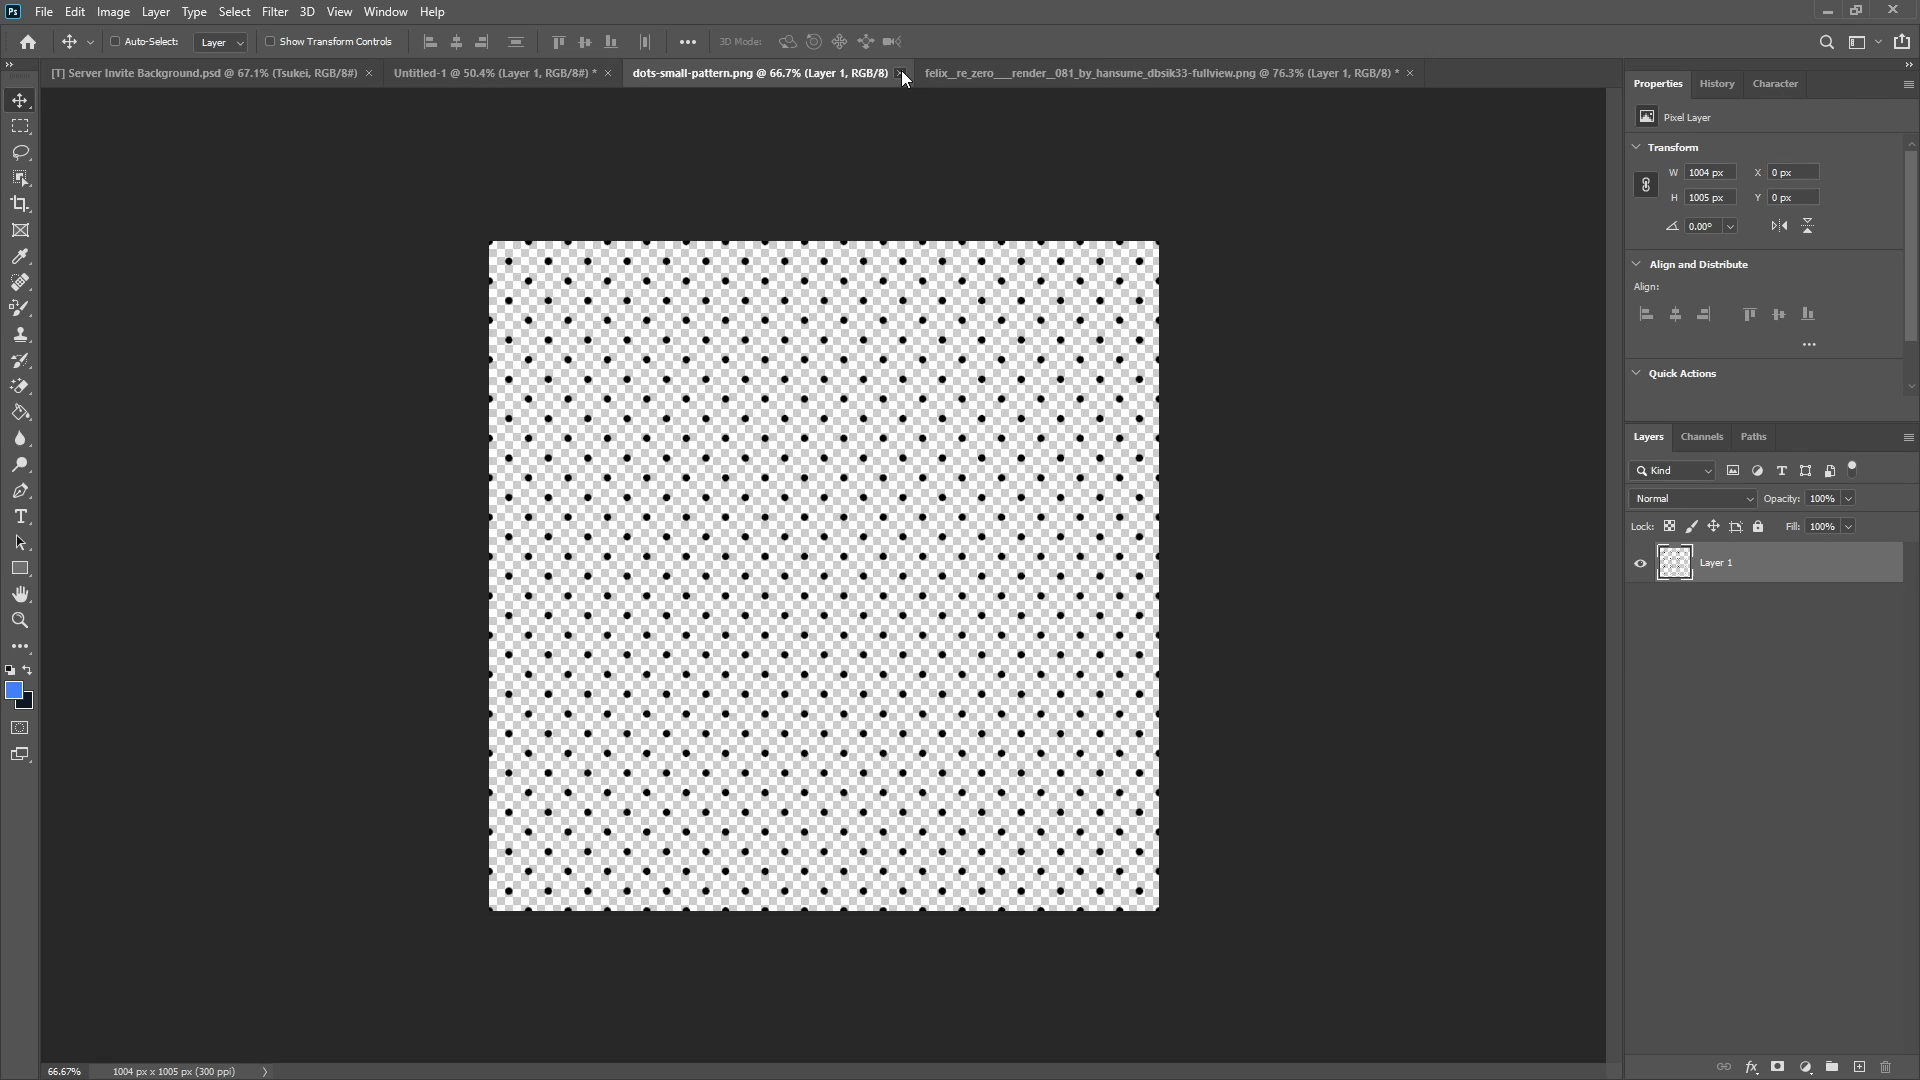 Ps File Edit Image Layer Type Select Filter 3D View Window Help
Auto-Select: Layer Show Transform Controls 3D Mode:
[T] Server Invite Background.psd @ 67.1% (Tsukei, RGB/8#) × Untitled-1 @ 50.4% (Layer 1, RGB/8#) * × dots-small-pattern.png @ 66.7% (Layer 1, RGB/8) felix__re_zero___render__081_by_hansume_dbsik33-fullview.png @ 76.3% (Layer 1, RGB/8) * ×
Properties History Character
Pixel Layer
Transform
W 1004 px X 0 px
H 1005 px Y 0 px
0.00°
Align and Distribute
Align:
Quick Actions
Layers Channels Paths
Kind
Normal Opacity: 100%
Lock: Fill: 100%
Layer 1
66.67% 1004 px x 1005 px (300 ppi)